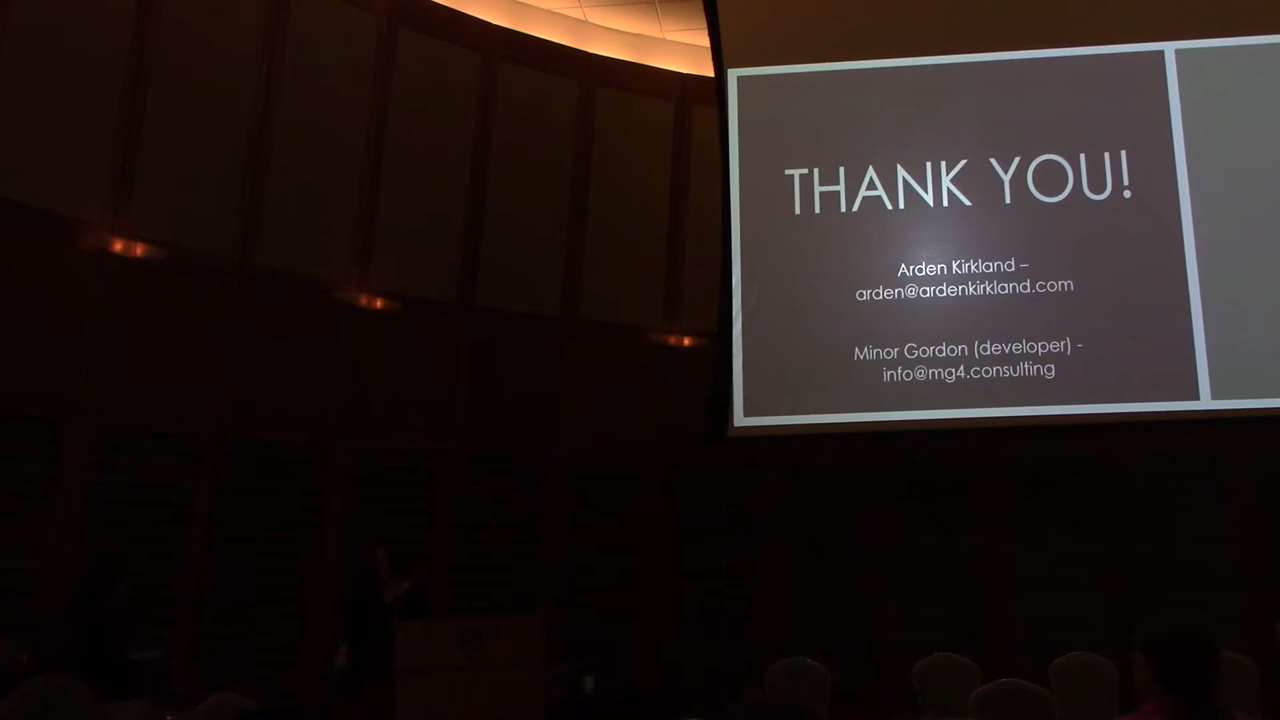 THANK YOU!
Arden Kirkland –
arden@ardenkirkland.com
Minor Gordon (developer) -
info@mg4.consulting